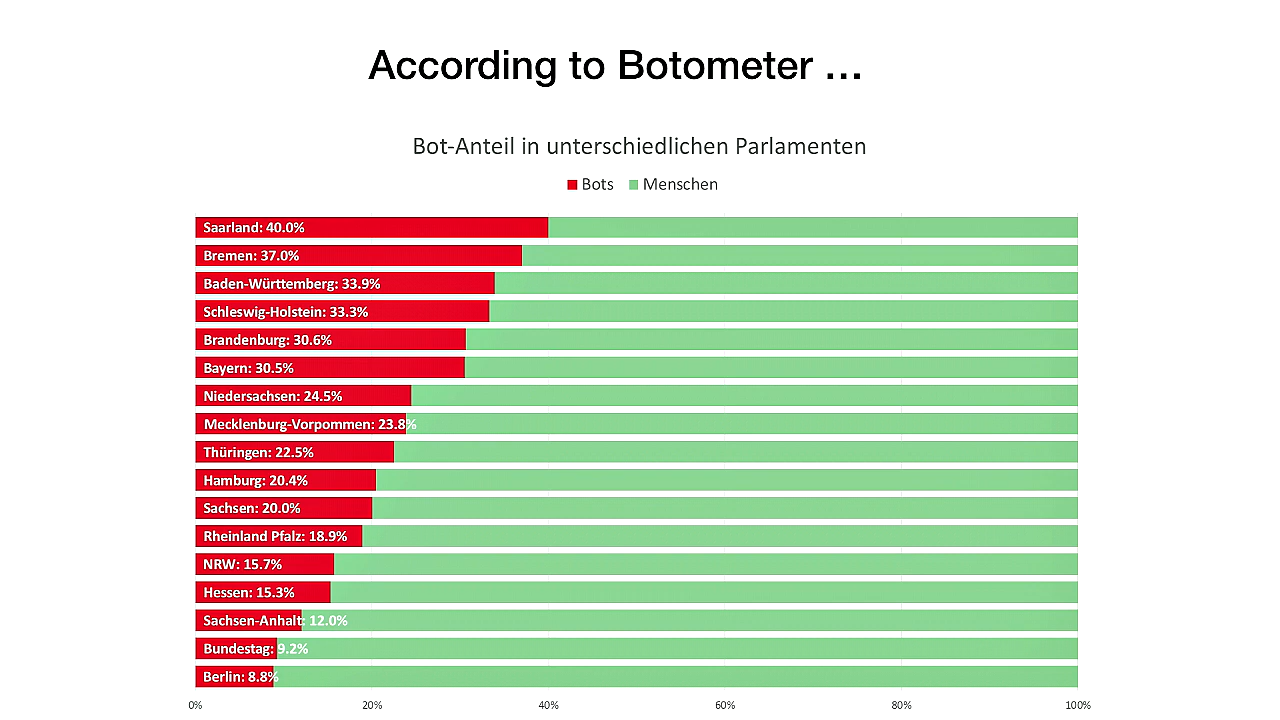 According to Botometer ...
Bot-Anteil in unterschiedlichen Parlamenten
Bots Menschen
Saarland: 40.0%
Bremen: 37.0%
Baden-Württemberg: 33.9%
Schleswig-Holstein: 33.3%
Brandenburg: 30.6%
Bayern: 30.5%
Niedersachsen: 24.5%
Mecklenburg-Vorpommen: 23.8%
Thüringen: 22.5%
Hamburg: 20.4%
Sachsen: 20.0%
Rheinland Pfalz: 18.9%
NRW: 15.7%
Hessen: 15.3%
Sachsen-Anhalt: 12.0%
Bundestag: 9.2%
Berlin: 8.8%
0% 20% 40% 60% 80% 100%